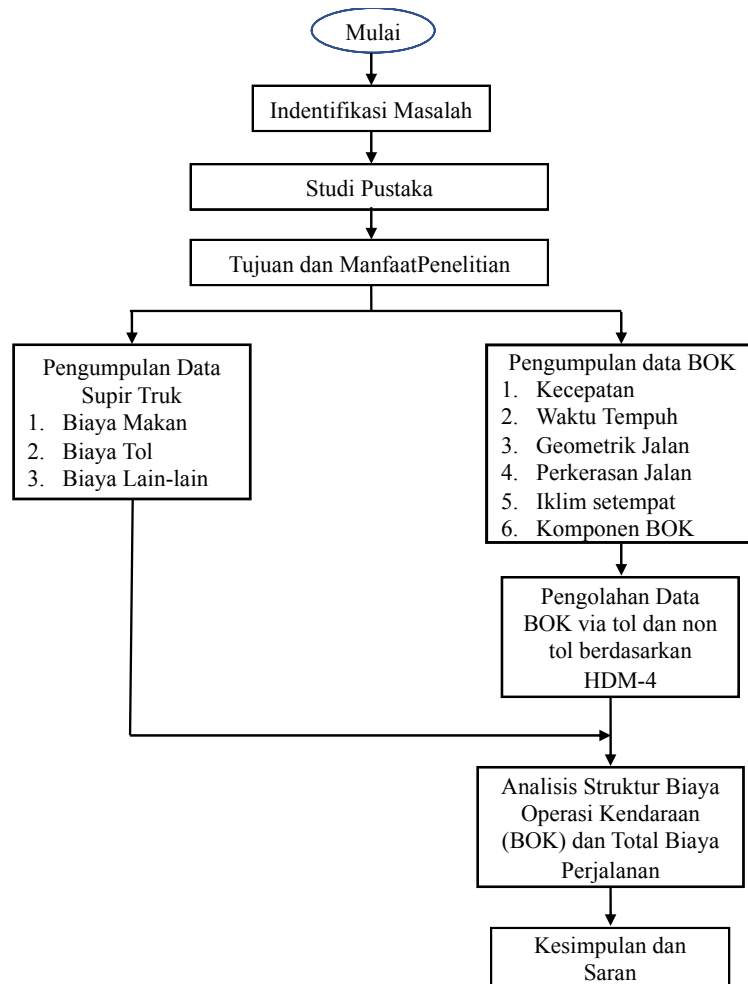 Mulai
Indentifikasi Masalah
Studi Pustaka
Tujuan dan ManfaatPenelitian
Pengumpulan Data
Supir Truk
1. Biaya Makan
2. Biaya Tol
3. Biaya Lain-lain
Pengumpulan data BOK
1. Kecepatan
2. Waktu Tempuh
3. Geometrik Jalan
4. Perkerasan Jalan
5. Iklim setempat
6. Komponen BOK
Pengolahan Data
BOK via tol dan non
tol berdasarkan
HDM-4
Analisis Struktur Biaya
Operasi Kendaraan
(BOK) dan Total Biaya
Perjalanan
Kesimpulan dan
Saran